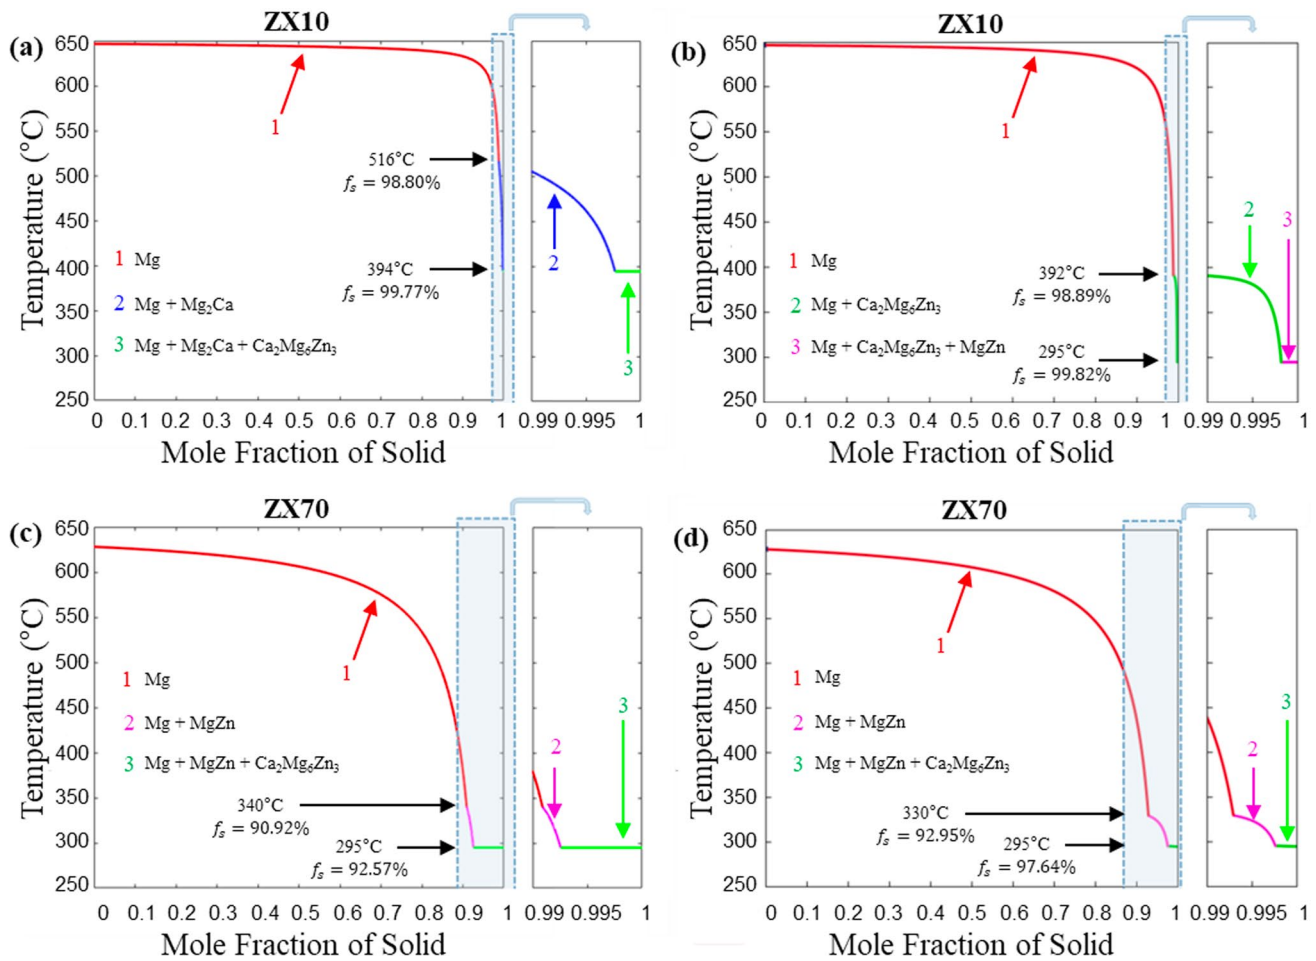 ZX10
(a)
650
600
550
500
450
400
350
300
250
Temperature (°C)
1
516°C
fₛ = 98.80%
394°C
fₛ = 99.77%
1 Mg
2 Mg + Mg₂Ca
3 Mg + Mg₂Ca + Ca₂Mg₆Zn₃
2
3
0 0.1 0.2 0.3 0.4 0.5 0.6 0.7 0.8 0.9 1
0.99 0.995 1
Mole Fraction of Solid
ZX10
(b)
650
600
550
500
450
400
350
300
250
Temperature (°C)
1
2
3
392°C
fₛ = 98.89%
295°C
fₛ = 99.82%
1 Mg
2 Mg + Ca₂Mg₆Zn₃
3 Mg + Ca₂Mg₆Zn₃ + MgZn
0 0.1 0.2 0.3 0.4 0.5 0.6 0.7 0.8 0.9 1
0.99 0.995 1
Mole Fraction of Solid
ZX70
(c)
650
600
550
500
450
400
350
300
250
Temperature (°C)
1
1 Mg
2 Mg + MgZn
3 Mg + MgZn + Ca₂Mg₆Zn₃
340°C
fₛ = 90.92%
295°C
fₛ = 92.57%
2
3
0 0.1 0.2 0.3 0.4 0.5 0.6 0.7 0.8 0.9 1
0.99 0.995 1
Mole Fraction of Solid
ZX70
(d)
650
600
550
500
450
400
350
300
250
Temperature (°C)
1
1 Mg
2 Mg + MgZn
3 Mg + MgZn + Ca₂Mg₆Zn₃
330°C
fₛ = 92.95%
295°C
fₛ = 97.64%
2
3
0 0.1 0.2 0.3 0.4 0.5 0.6 0.7 0.8 0.9 1
0.99 0.995 1
Mole Fraction of Solid